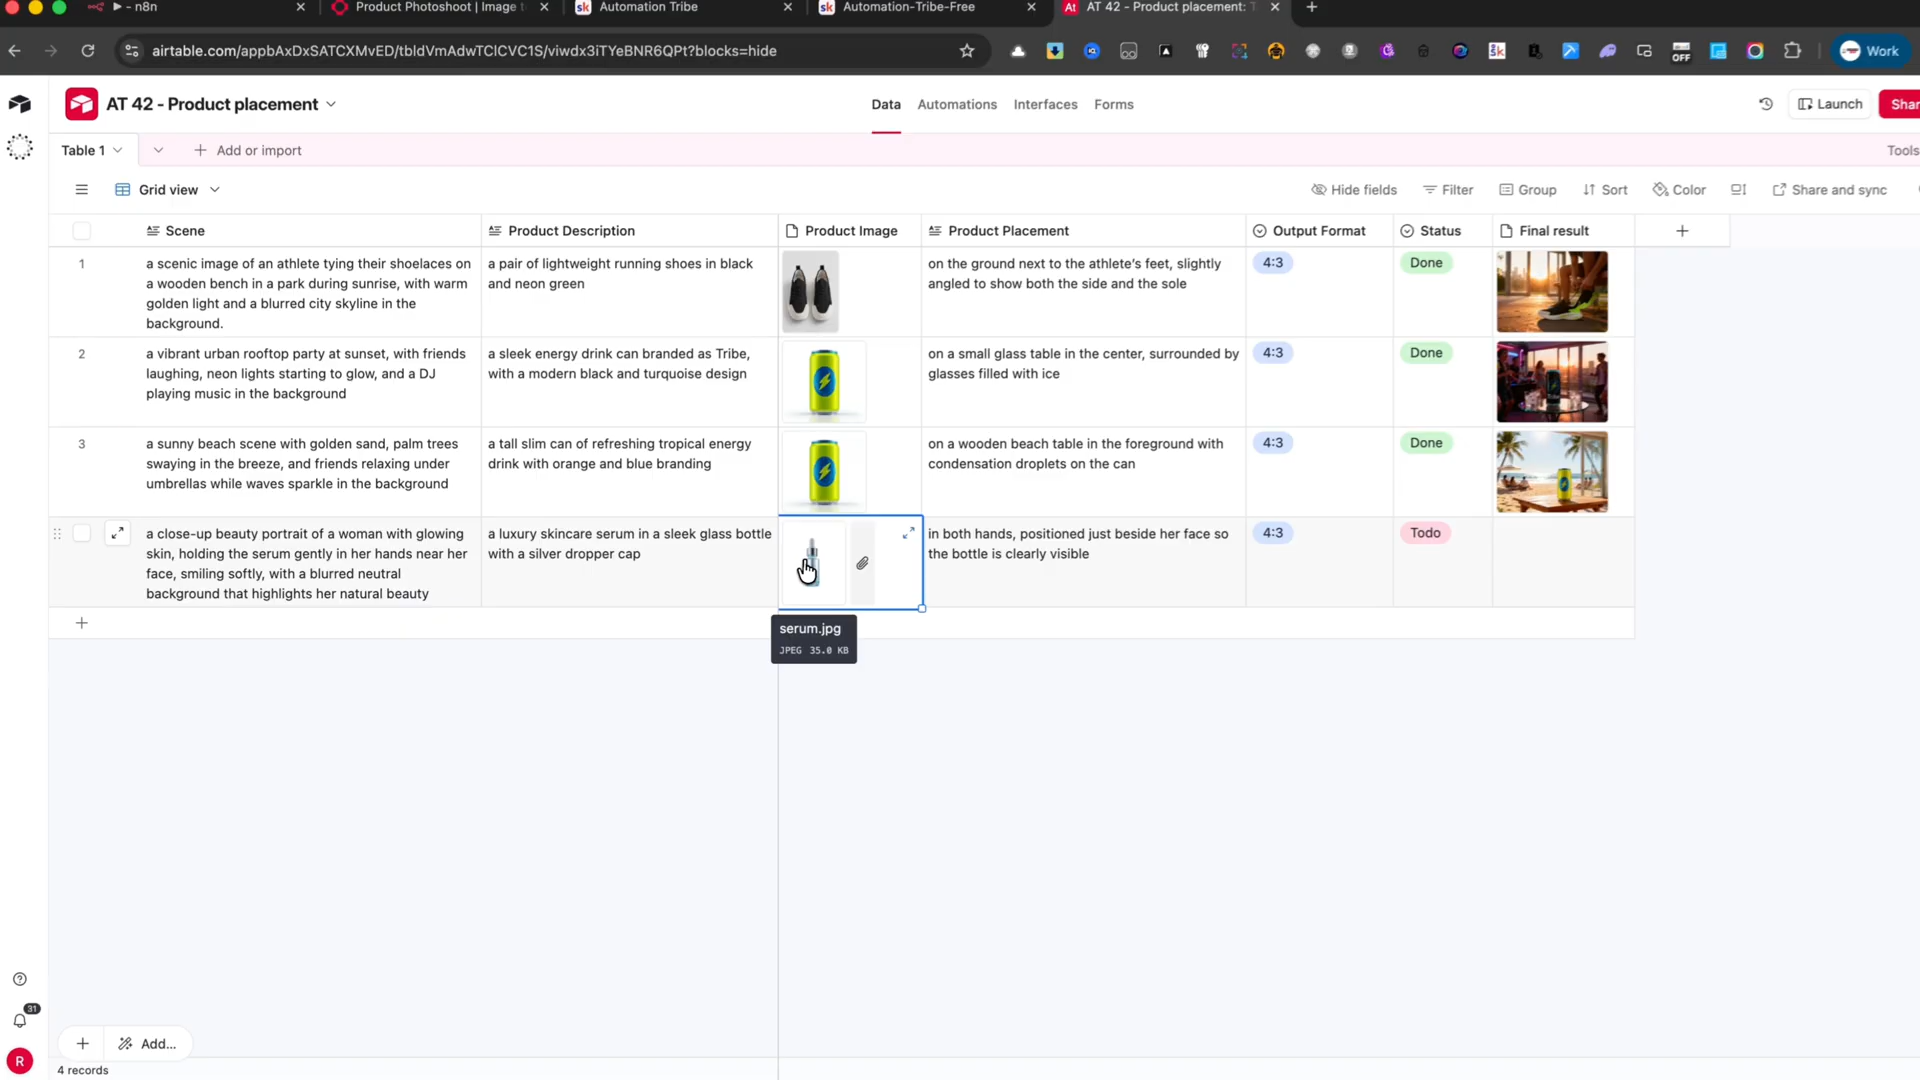 ▶ - n8n
Product Photoshoot | Image t
Automation Tribe
Automation-Tribe-Free
AT 42 - Product placement: T
airtable.com/appbAxDxSATCXMvED/tbldVmAdwTClCVC1S/viwdx3iTYeBNR6QPt?blocks=hide
OFF
Work
AT 42 - Product placement
Data
Automations
Interfaces
Forms
Launch
Shar
Table 1
Add or import
Tools
Grid view
Hide fields
Filter
Group
Sort
Color
Share and sync
Scene
Product Description
Product Image
Product Placement
Output Format
Status
Final result
1
a scenic image of an athlete tying their shoelaces on
a wooden bench in a park during sunrise, with warm
golden light and a blurred city skyline in the
background.
a pair of lightweight running shoes in black
and neon green
on the ground next to the athlete's feet, slightly
angled to show both the side and the sole
4:3
Done
2
a vibrant urban rooftop party at sunset, with friends
laughing, neon lights starting to glow, and a DJ
playing music in the background
a sleek energy drink can branded as Tribe,
with a modern black and turquoise design
on a small glass table in the center, surrounded by
glasses filled with ice
4:3
Done
3
a sunny beach scene with golden sand, palm trees
swaying in the breeze, and friends relaxing under
umbrellas while waves sparkle in the background
a tall slim can of refreshing tropical energy
drink with orange and blue branding
on a wooden beach table in the foreground with
condensation droplets on the can
4:3
Done
a close-up beauty portrait of a woman with glowing
skin, holding the serum gently in her hands near her
face, smiling softly, with a blurred neutral
background that highlights her natural beauty
a luxury skincare serum in a sleek glass bottle
with a silver dropper cap
in both hands, positioned just beside her face so
the bottle is clearly visible
4:3
Todo
serum.jpg
JPEG 35.0 KB
31
R
Add...
4 records